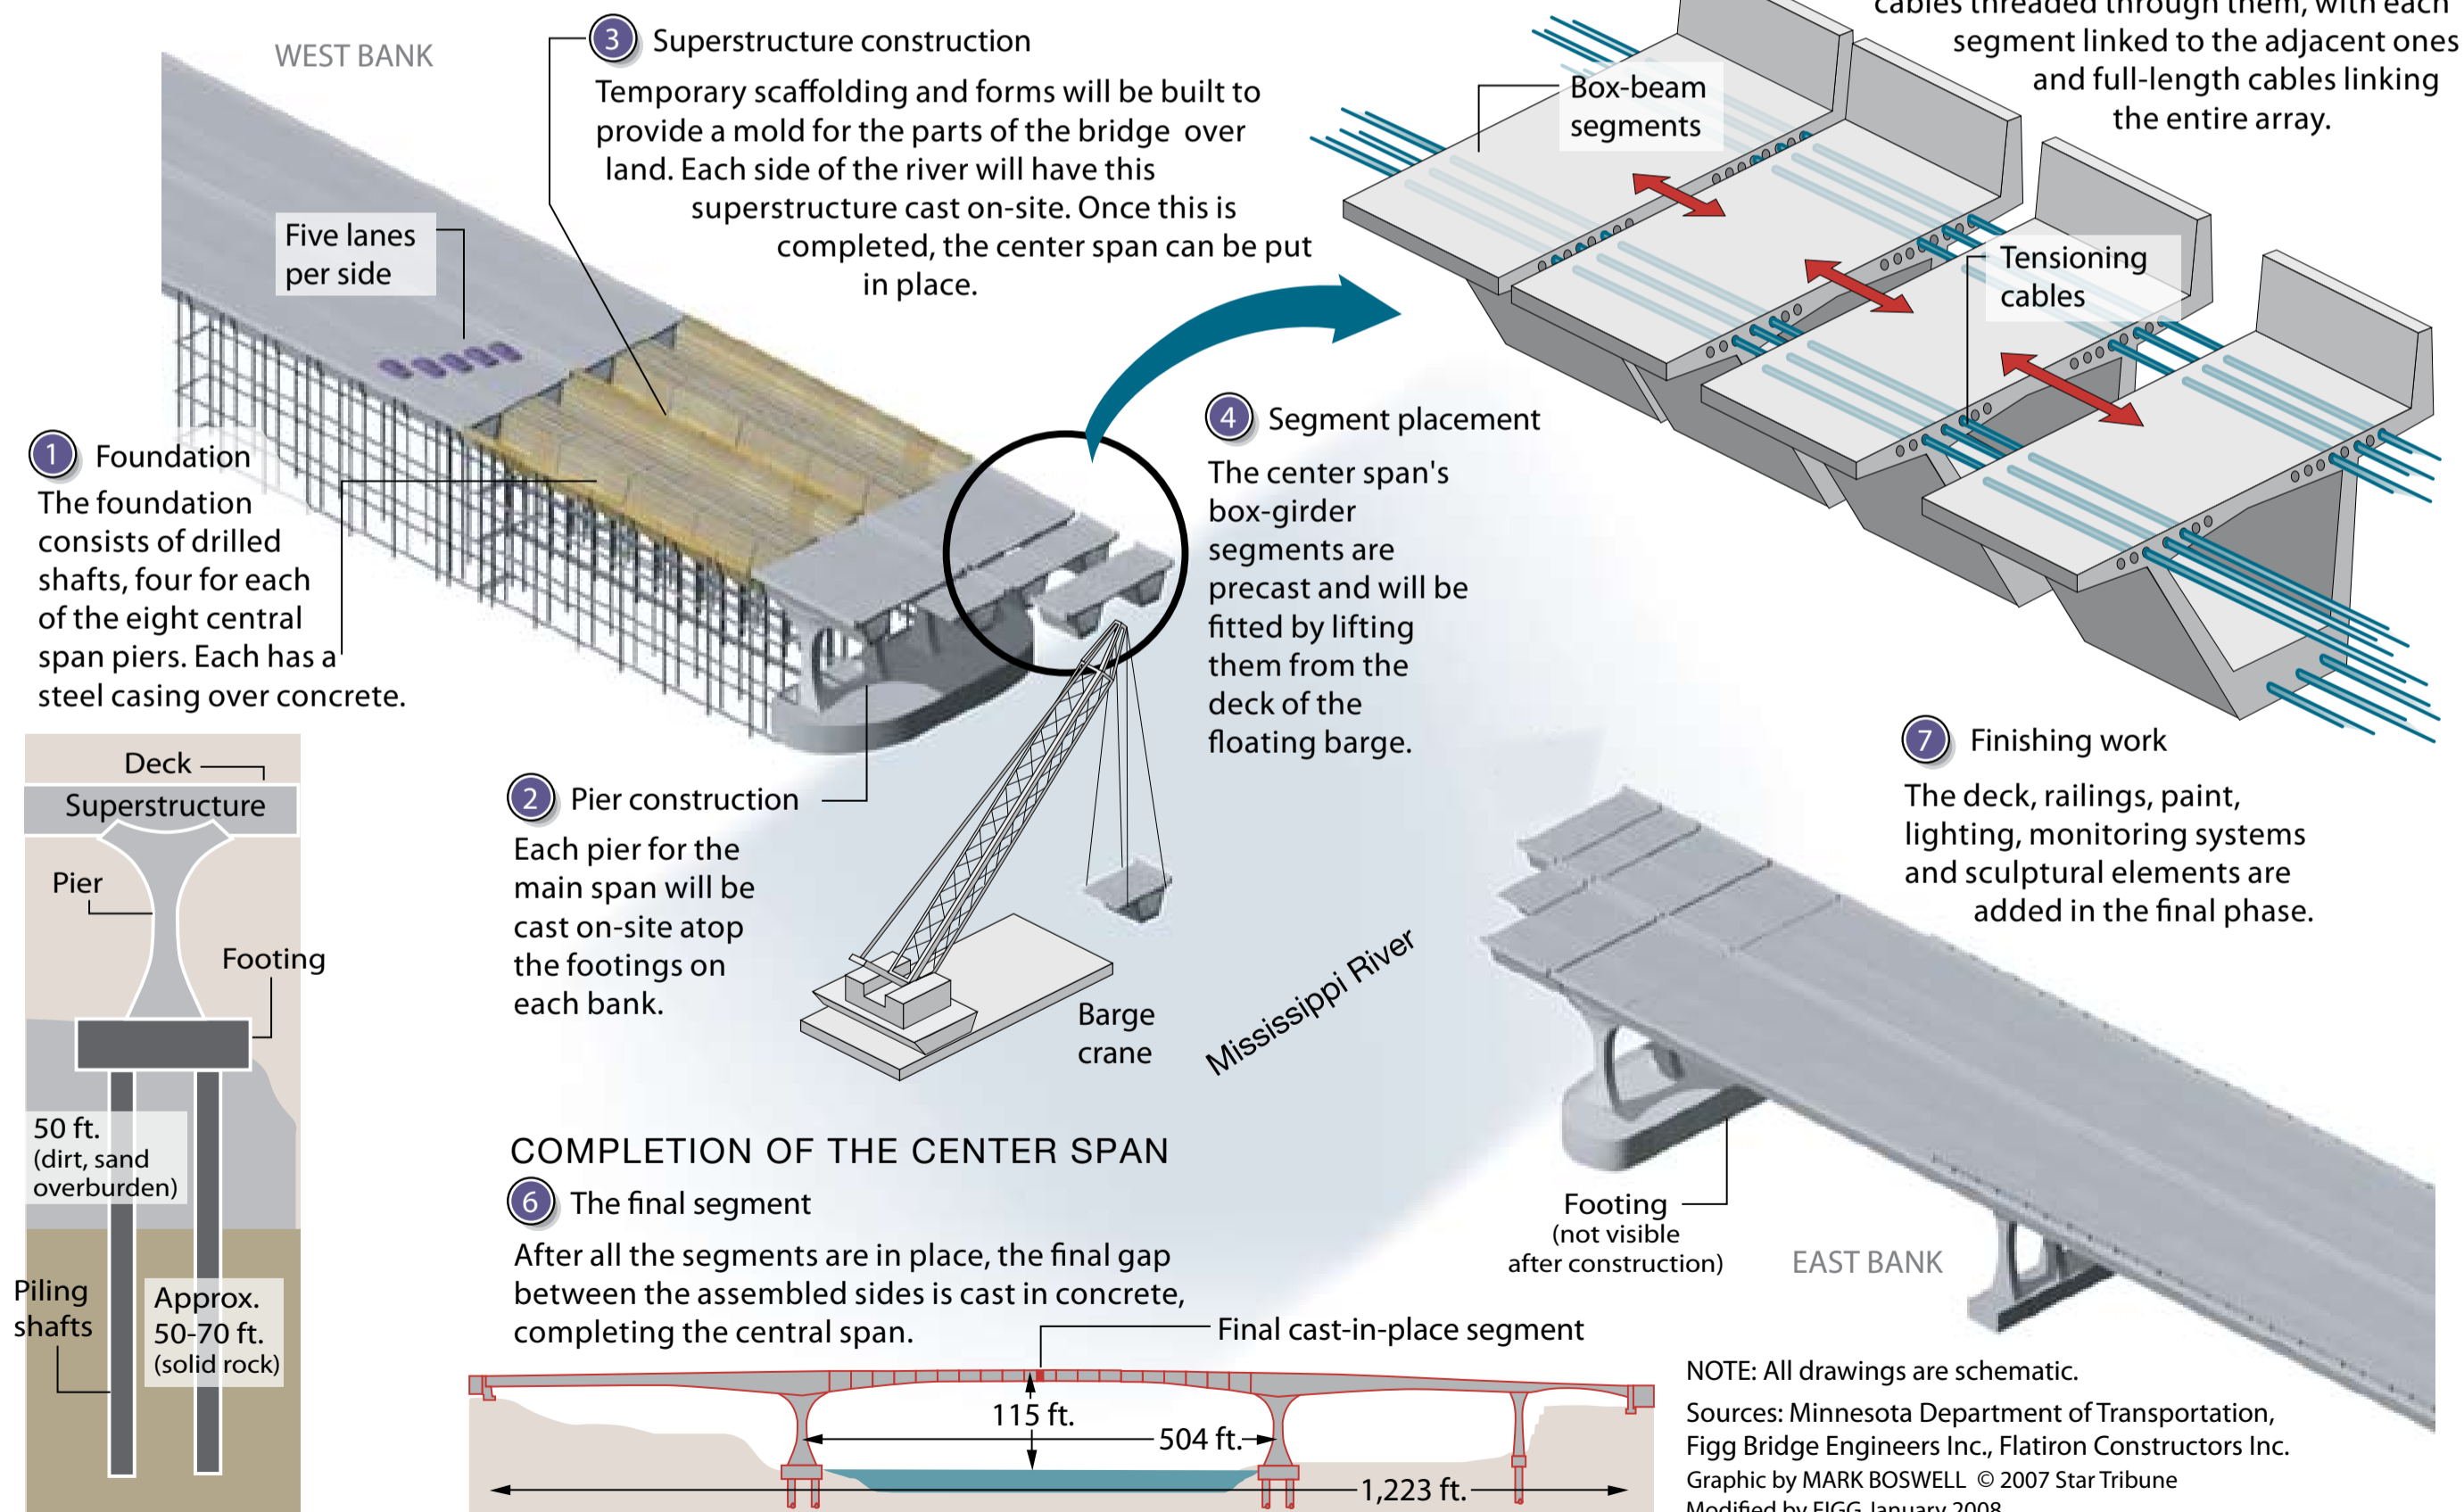 WEST BANK
3 Superstructure construction
Temporary scaffolding and forms will be built to
provide a mold for the parts of the bridge over
land. Each side of the river will have this
superstructure cast on-site. Once this is
completed, the center span can be put
in place.
cables threaded through them, with each
segment linked to the adjacent ones
and full-length cables linking
the entire array.
Box-beam
segments
Tensioning
cables
Five lanes
per side
1 Foundation
The foundation
consists of drilled
shafts, four for each
of the eight central
span piers. Each has a
steel casing over concrete.
4 Segment placement
The center span's
box-girder
segments are
precast and will be
fitted by lifting
them from the
deck of the
floating barge.
Deck
Superstructure
Pier
Footing
50 ft.
(dirt, sand
overburden)
Piling
shafts
Approx.
50-70 ft.
(solid rock)
2 Pier construction
Each pier for the
main span will be
cast on-site atop
the footings on
each bank.
Barge
crane
Mississippi River
7 Finishing work
The deck, railings, paint,
lighting, monitoring systems
and sculptural elements are
added in the final phase.
Footing
(not visible
after construction)
EAST BANK
COMPLETION OF THE CENTER SPAN
6 The final segment
After all the segments are in place, the final gap
between the assembled sides is cast in concrete,
completing the central span.
Final cast-in-place segment
115 ft.
504 ft.
1,223 ft.
NOTE: All drawings are schematic.
Sources: Minnesota Department of Transportation,
Figg Bridge Engineers Inc., Flatiron Constructors Inc.
Graphic by MARK BOSWELL © 2007 Star Tribune
Modified by FIGG January 2008